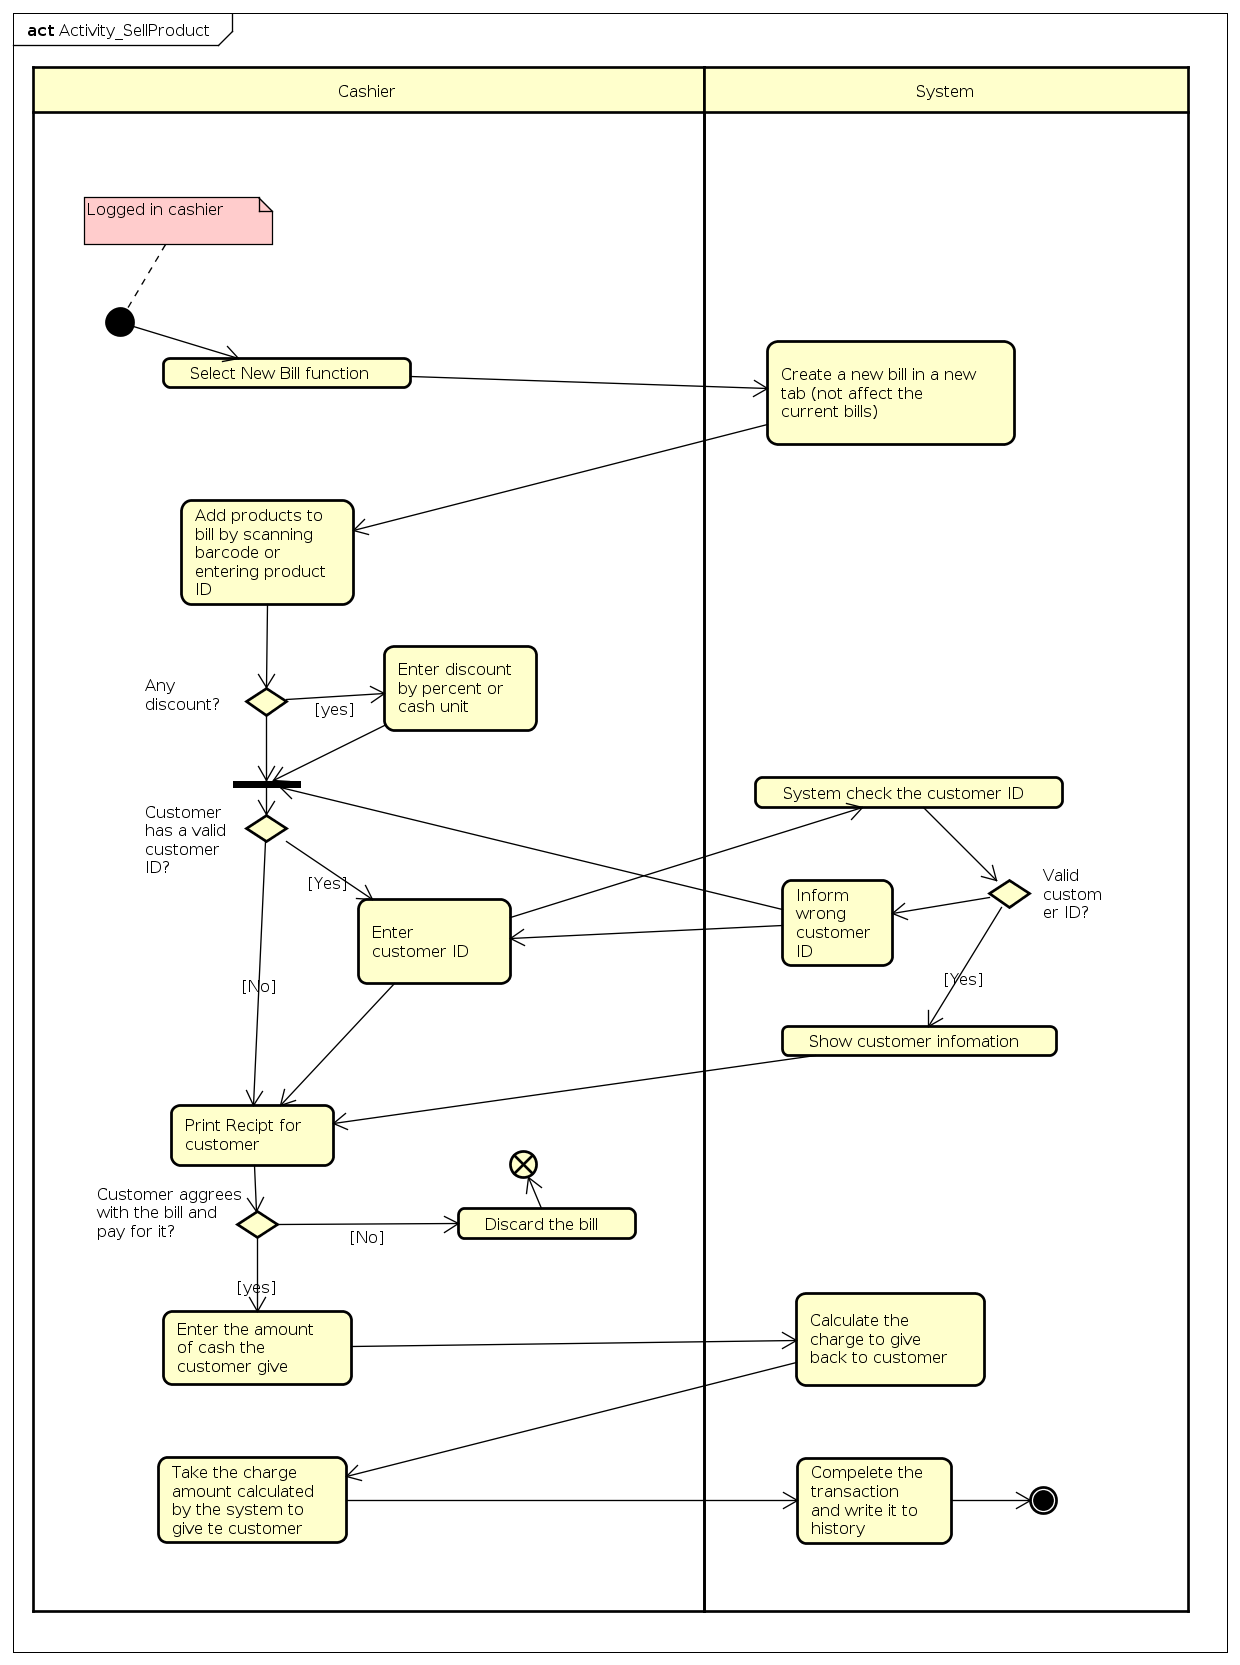 act Activity_SellProduct
Cashier
System
Logged in cashier
Select New Bill function
Create a new bill in a new
tab (not affect the
current bills)
Add products to
bill by scanning
barcode or
entering product
ID
Any
discount?
[yes]
Enter discount
by percent or
cash unit
System check the customer ID
Customer
has a valid
customer
ID?
[Yes]
Enter
customer ID
Inform
wrong
customer
ID
Valid
custom
er ID?
[Yes]
[No]
Show customer infomation
Print Recipt for
customer
Customer aggrees
with the bill and
pay for it?
[No]
Discard the bill
[yes]
Enter the amount
of cash the
customer give
Calculate the
charge to give
back to customer
Take the charge
amount calculated
by the system to
give te customer
Compelete the
transaction
and write it to
history